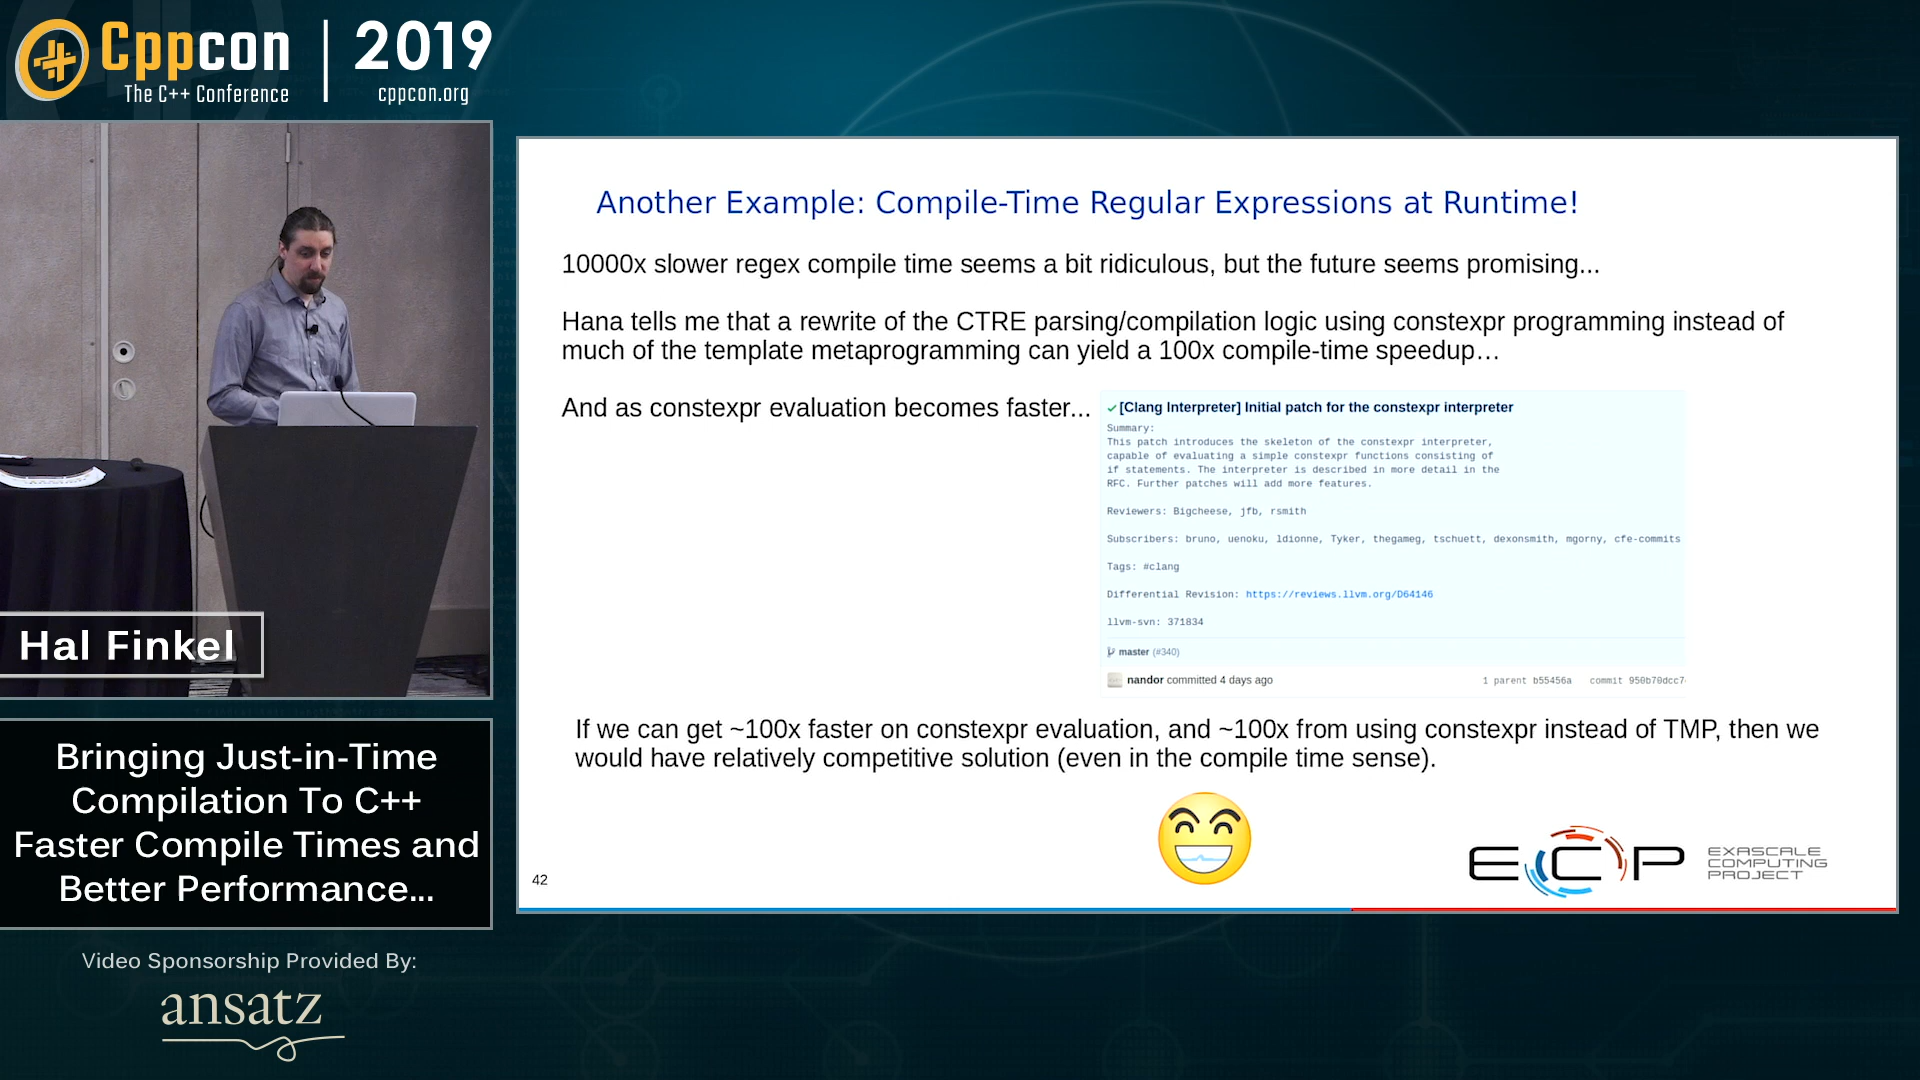 Cppcon
The C++ Conference
2019
cppcon.org
Hal Finkel
Bringing Just-in-Time
Compilation To C++
Faster Compile Times and
Better Performance...
Video Sponsorship Provided By:
ansatz
Another Example: Compile-Time Regular Expressions at Runtime!
10000x slower regex compile time seems a bit ridiculous, but the future seems promising...
Hana tells me that a rewrite of the CTRE parsing/compilation logic using constexpr programming instead of
much of the template metaprogramming can yield a 100x compile-time speedup…
And as constexpr evaluation becomes faster...
[Clang Interpreter] Initial patch for the constexpr interpreter
Summary:
This patch introduces the skeleton of the constexpr interpreter,
capable of evaluating a simple constexpr functions consisting of
if statements. The interpreter is described in more detail in the
RFC. Further patches will add more features.
Reviewers: Bigcheese, jfb, rsmith
Subscribers: bruno, uenoku, ldionne, Tyker, thegameg, tschuett, dexonsmith, mgorny, cfe-commits
Tags: #clang
Differential Revision: https://reviews.llvm.org/D64146
llvm-svn: 371834
master (#340)
nandor committed 4 days ago 1 parent b55456a commit 950b70dcc7
If we can get ~100x faster on constexpr evaluation, and ~100x from using constexpr instead of TMP, then we
would have relatively competitive solution (even in the compile time sense).
42
ECP
EXASCALE
COMPUTING
PROJECT